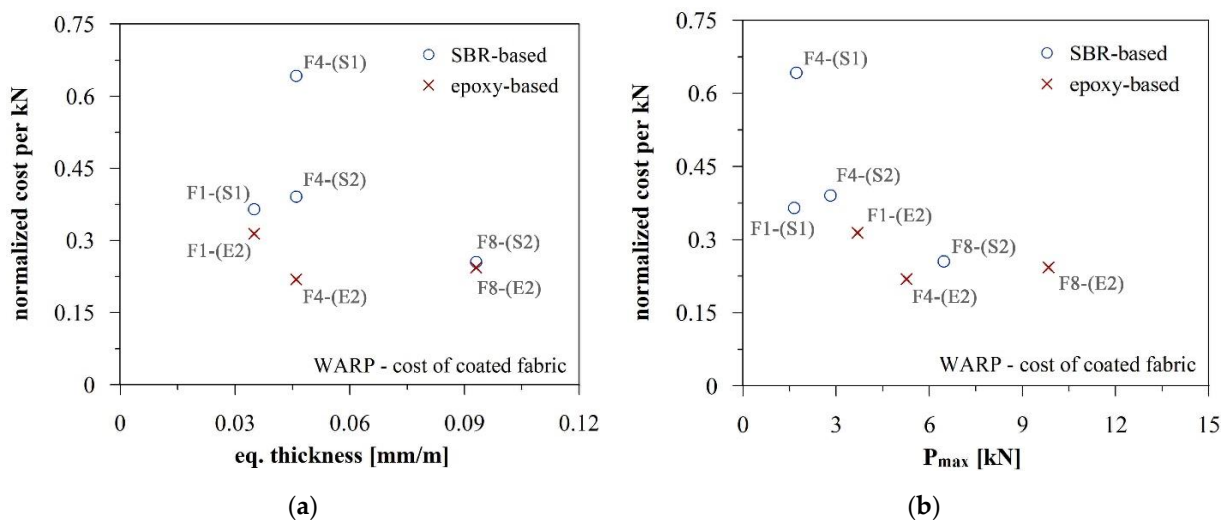 0.75
0.6
0.45
0.3
0.15
0
normalized cost per kN
F4-(S1)
SBR-based
epoxy-based
F1-(S1)
F4-(S2)
F1-(E2)
F4-(E2)
F8-(S2)
F8-(E2)
WARP - cost of coated fabric
0 0.03 0.06 0.09 0.12
eq. thickness [mm/m]
(a)
0.75
0.6
0.45
0.3
0.15
0
normalized cost per kN
F4-(S1)
SBR-based
epoxy-based
F4-(S2)
F1-(S1)
F1-(E2)
F8-(S2)
F4-(E2)
F8-(E2)
WARP - cost of coated fabric
0 3 6 9 12 15
Pmax [kN]
(b)